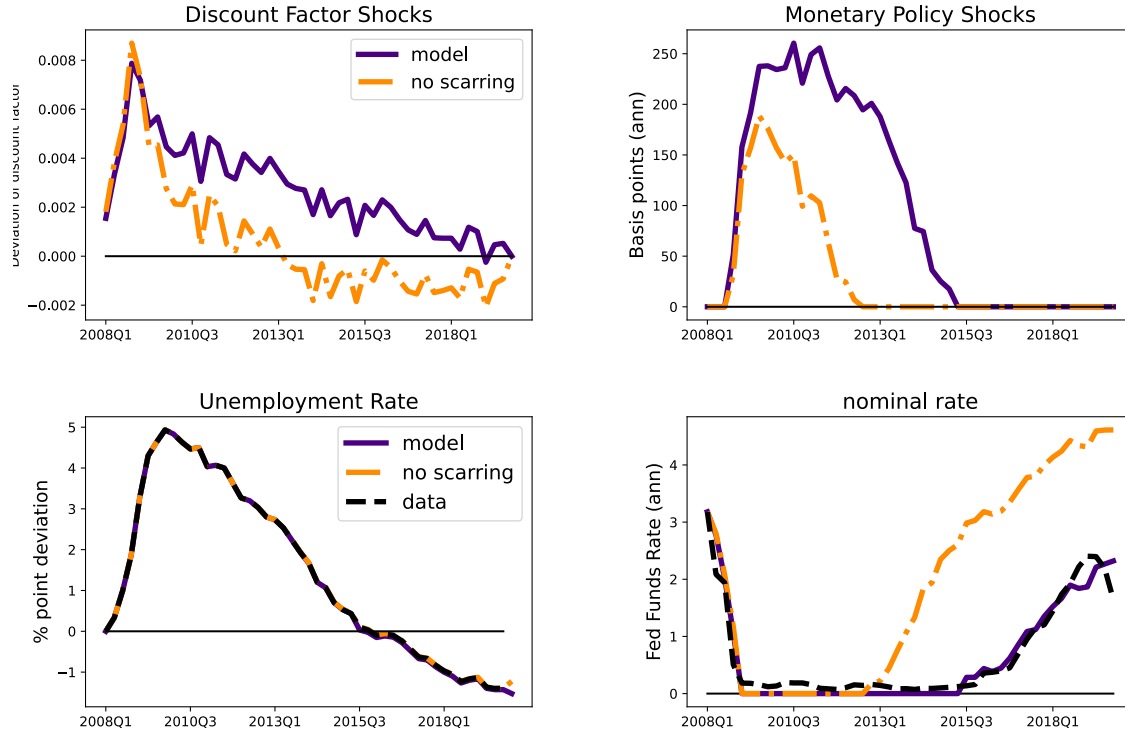 Discount Factor Shocks
Deviation of discount factor
0.008
0.006
0.004
0.002
0.000
−0.002
model
no scarring
2008Q1
2010Q3
2013Q1
2015Q3
2018Q1
Monetary Policy Shocks
Basis points (ann)
250
200
150
100
50
0
2008Q1
2010Q3
2013Q1
2015Q3
2018Q1
Unemployment Rate
% point deviation
5
4
3
2
1
0
−1
model
no scarring
data
2008Q1
2010Q3
2013Q1
2015Q3
2018Q1
nominal rate
Fed Funds Rate (ann)
4
3
2
1
0
2008Q1
2010Q3
2013Q1
2015Q3
2018Q1